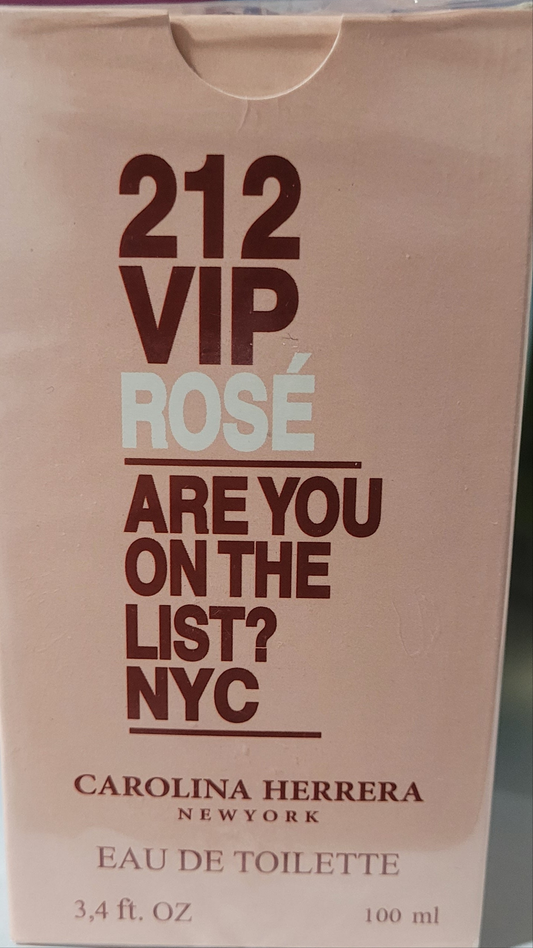 212
VIP
ROSÉ
ARE YOU
ON THE
LIST?
NYC
CAROLINA HERRERA
NEWYORK
EAU DE TOILETTE
3,4 ft. OZ 100 ml